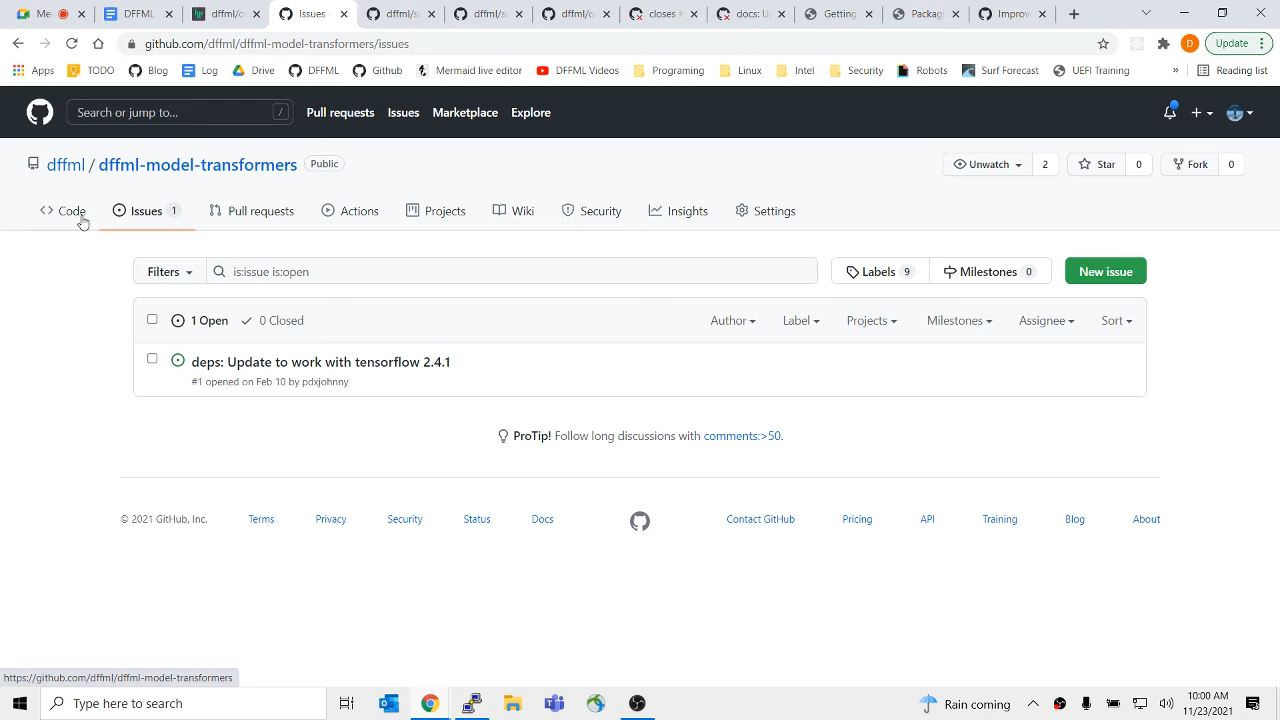 Me
DFFML
dffml/c
Issues -
dffml/se
dffml/su
dffml/o
closes #
docs: U
Getting
Packag
Improv
github.com/dffml/dffml-model-transformers/issues
D
Update
Apps
TODO
Blog
Log
Drive
DFFML
Github
Mermaid live editor
DFFML Videos
Programing
Linux
Intel
Security
Robots
Surf Forecast
UEFI Training
»
Reading list
Search or jump to...
/
Pull requests
Issues
Marketplace
Explore
dffml / dffml-model-transformers
Public
Unwatch 2
Star 0
Fork 0
Code
Issues 1
Pull requests
Actions
Projects
Wiki
Security
Insights
Settings
Filters
is:issue is:open
Labels 9
Milestones 0
New issue
1 Open
0 Closed
Author
Label
Projects
Milestones
Assignee
Sort
deps: Update to work with tensorflow 2.4.1
#1 opened on Feb 10 by pdxjohnny
ProTip! Follow long discussions with comments:>50.
© 2021 GitHub, Inc.
Terms
Privacy
Security
Status
Docs
Contact GitHub
Pricing
API
Training
Blog
About
https://github.com/dffml/dffml-model-transformers
Type here to search
Rain coming
10:00 AM
11/23/2021